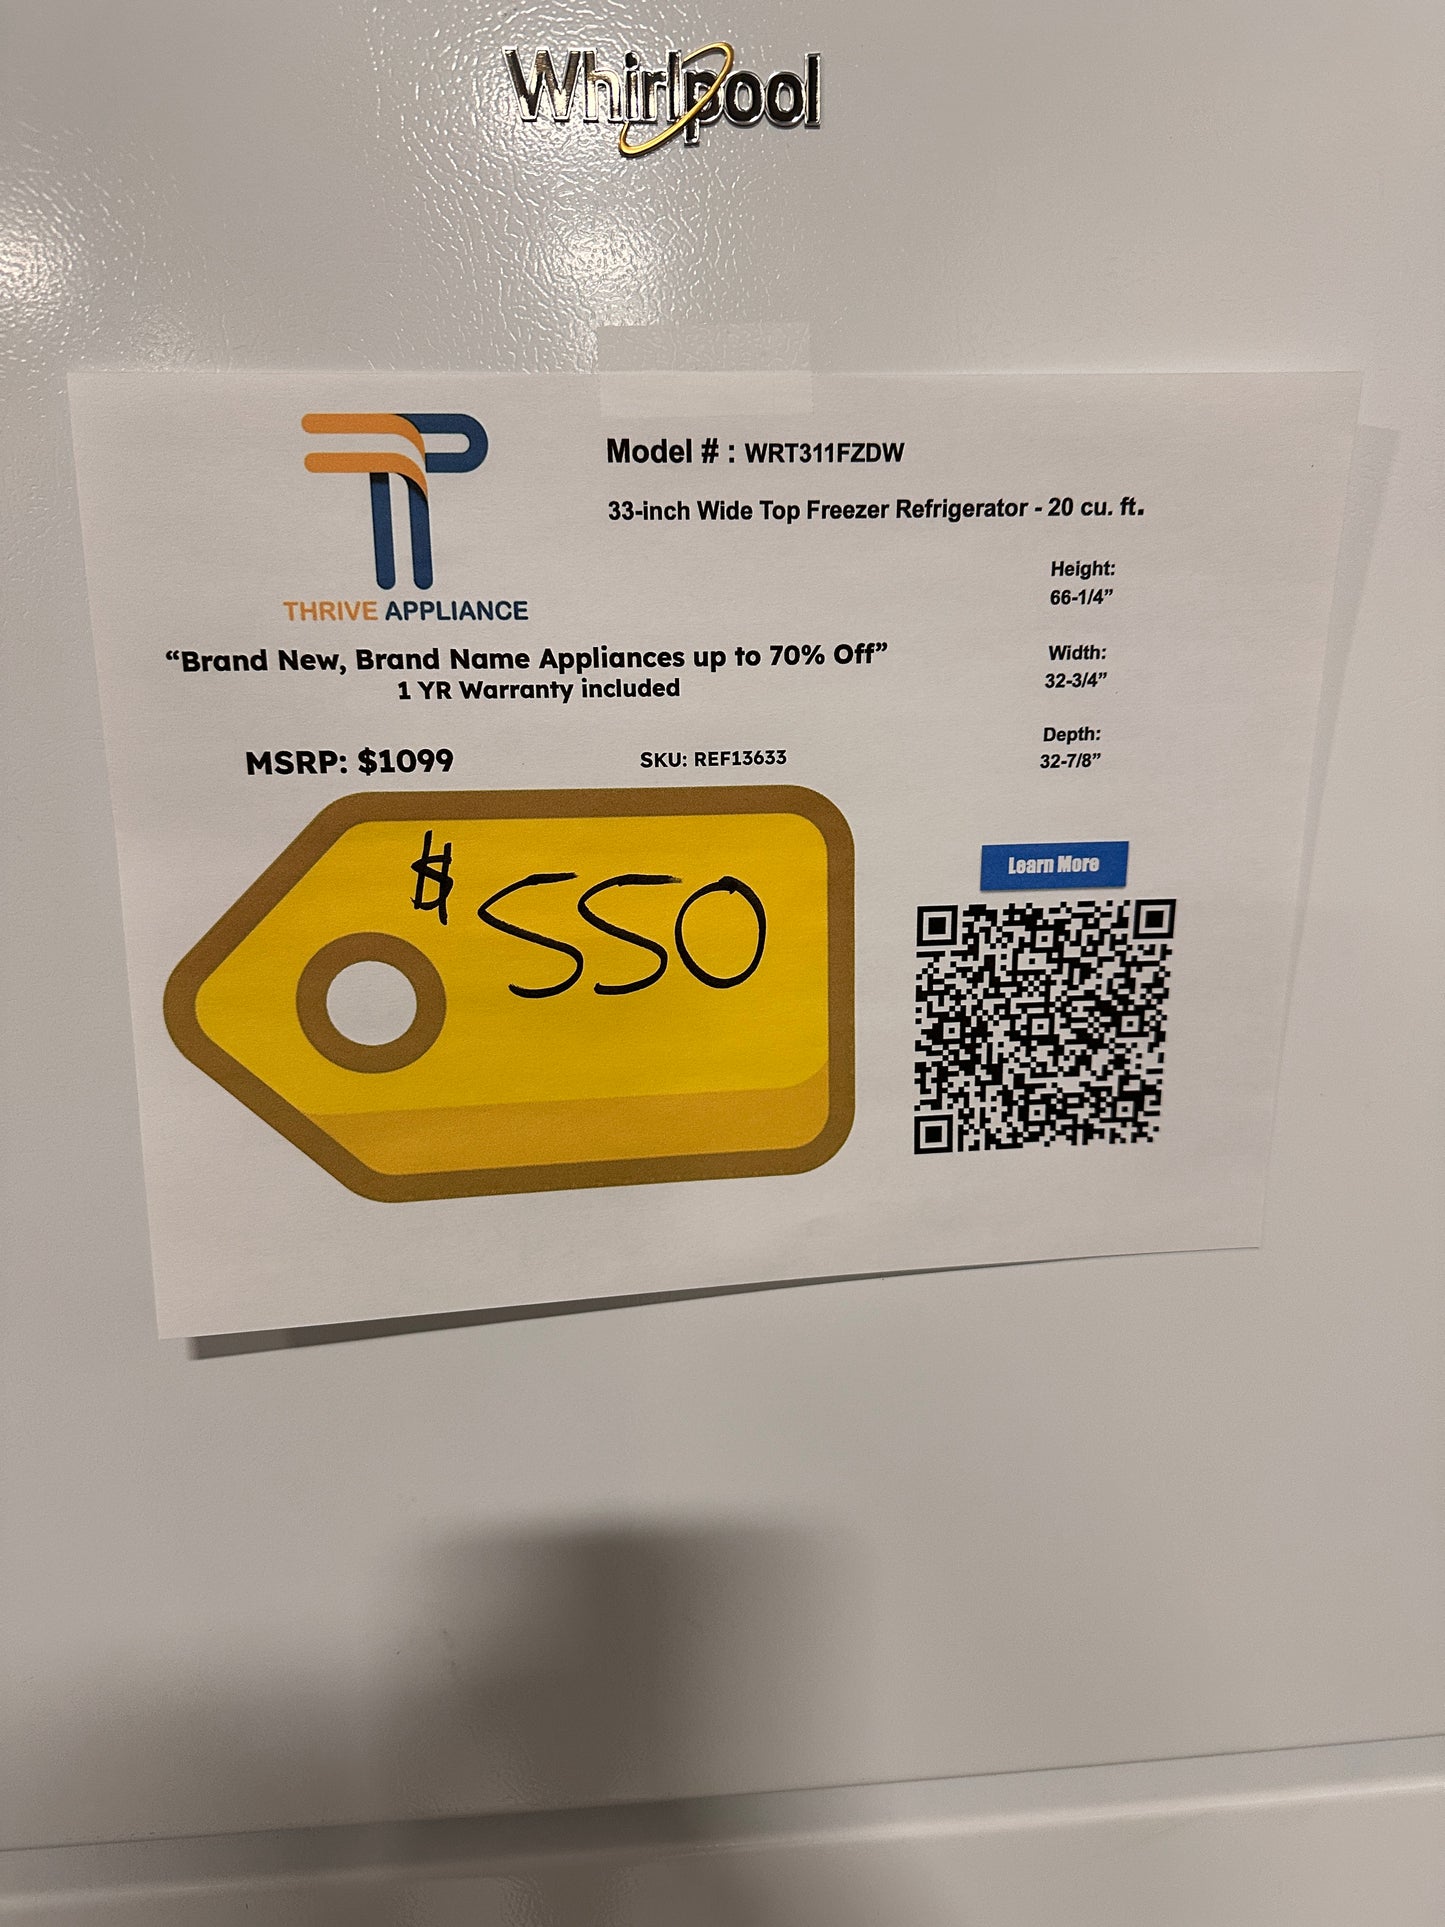 Whirlpool
Model # : WRT311FZDW
33-inch Wide Top Freezer Refrigerator - 20 cu. ft.
Height:
66-1/4”
Width:
32-3/4”
Depth:
32-7/8”
THRIVE APPLIANCE
“Brand New, Brand Name Appliances up to 70% Off”
1 YR Warranty included
MSRP: $1099
SKU: REF13633
$550
Learn More